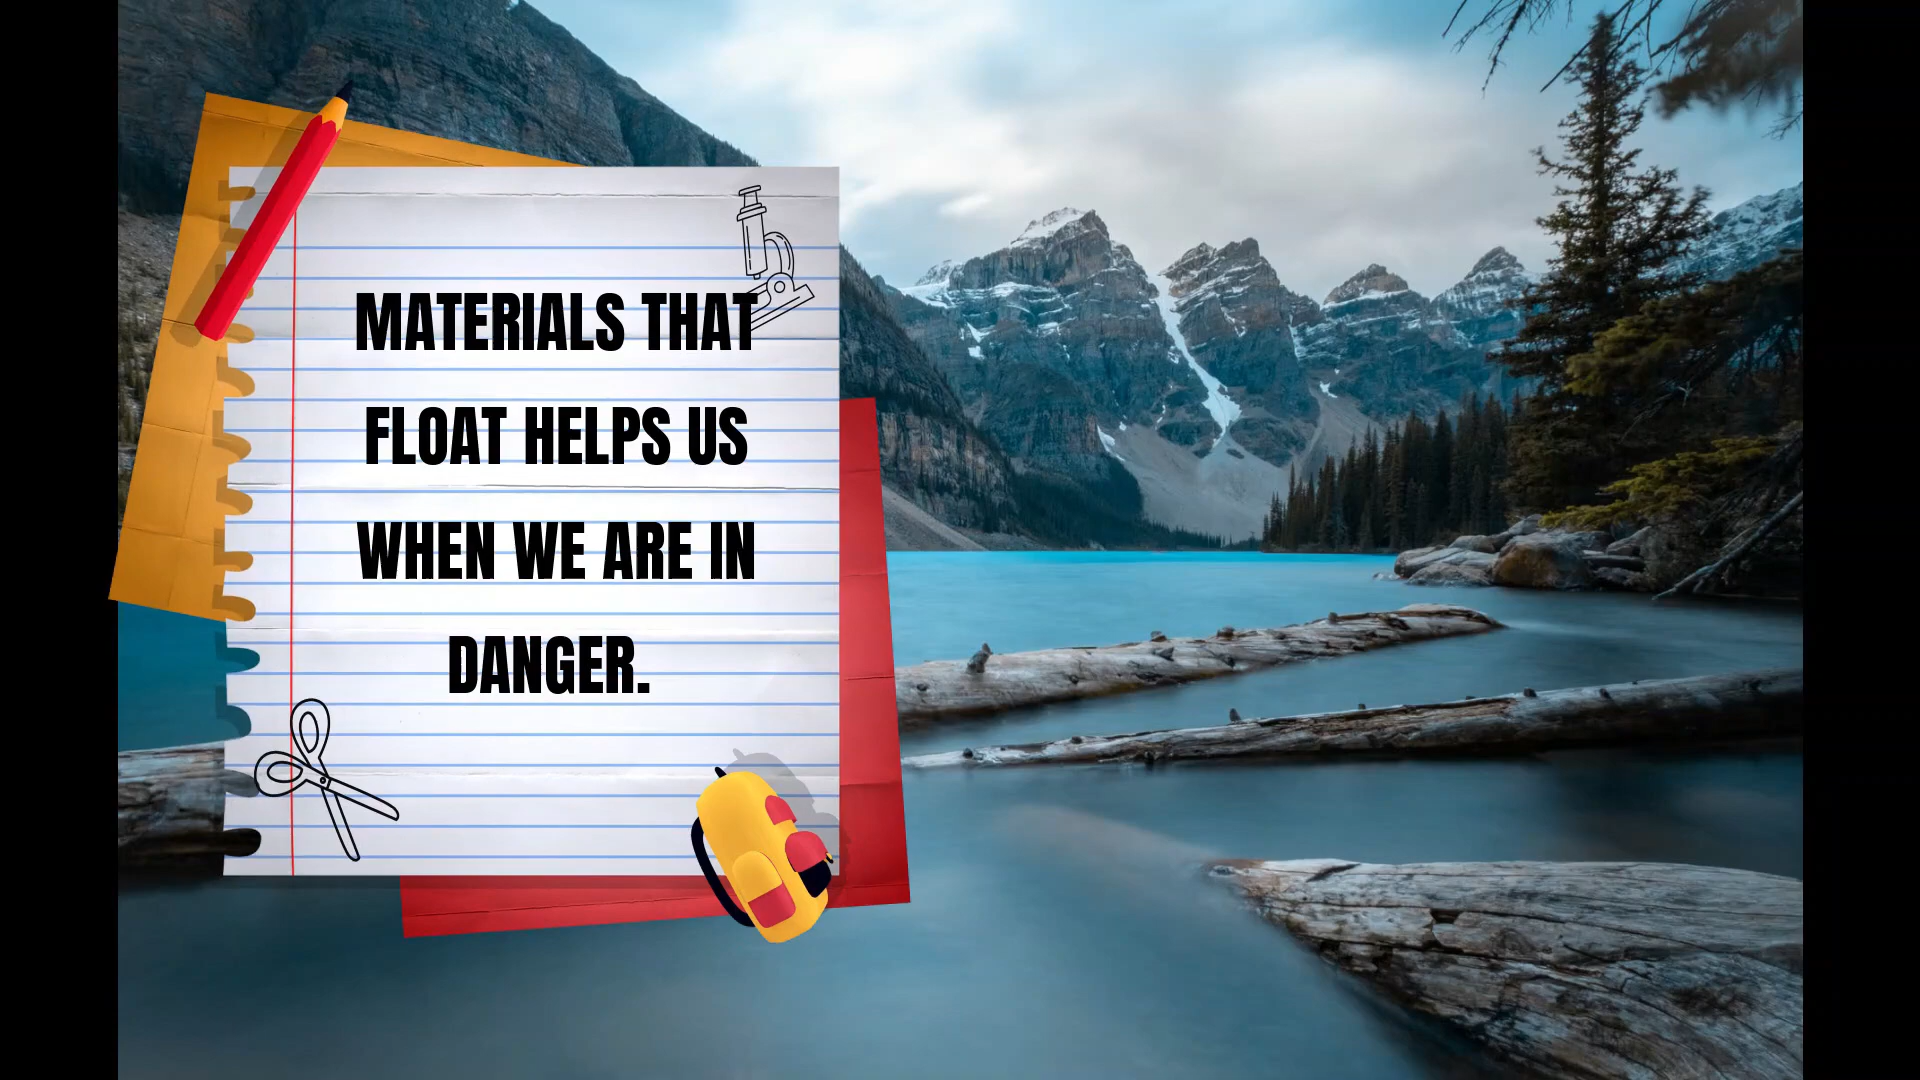 MATERIALS THAT
FLOAT HELPS US
WHEN WE ARE IN
DANGER.